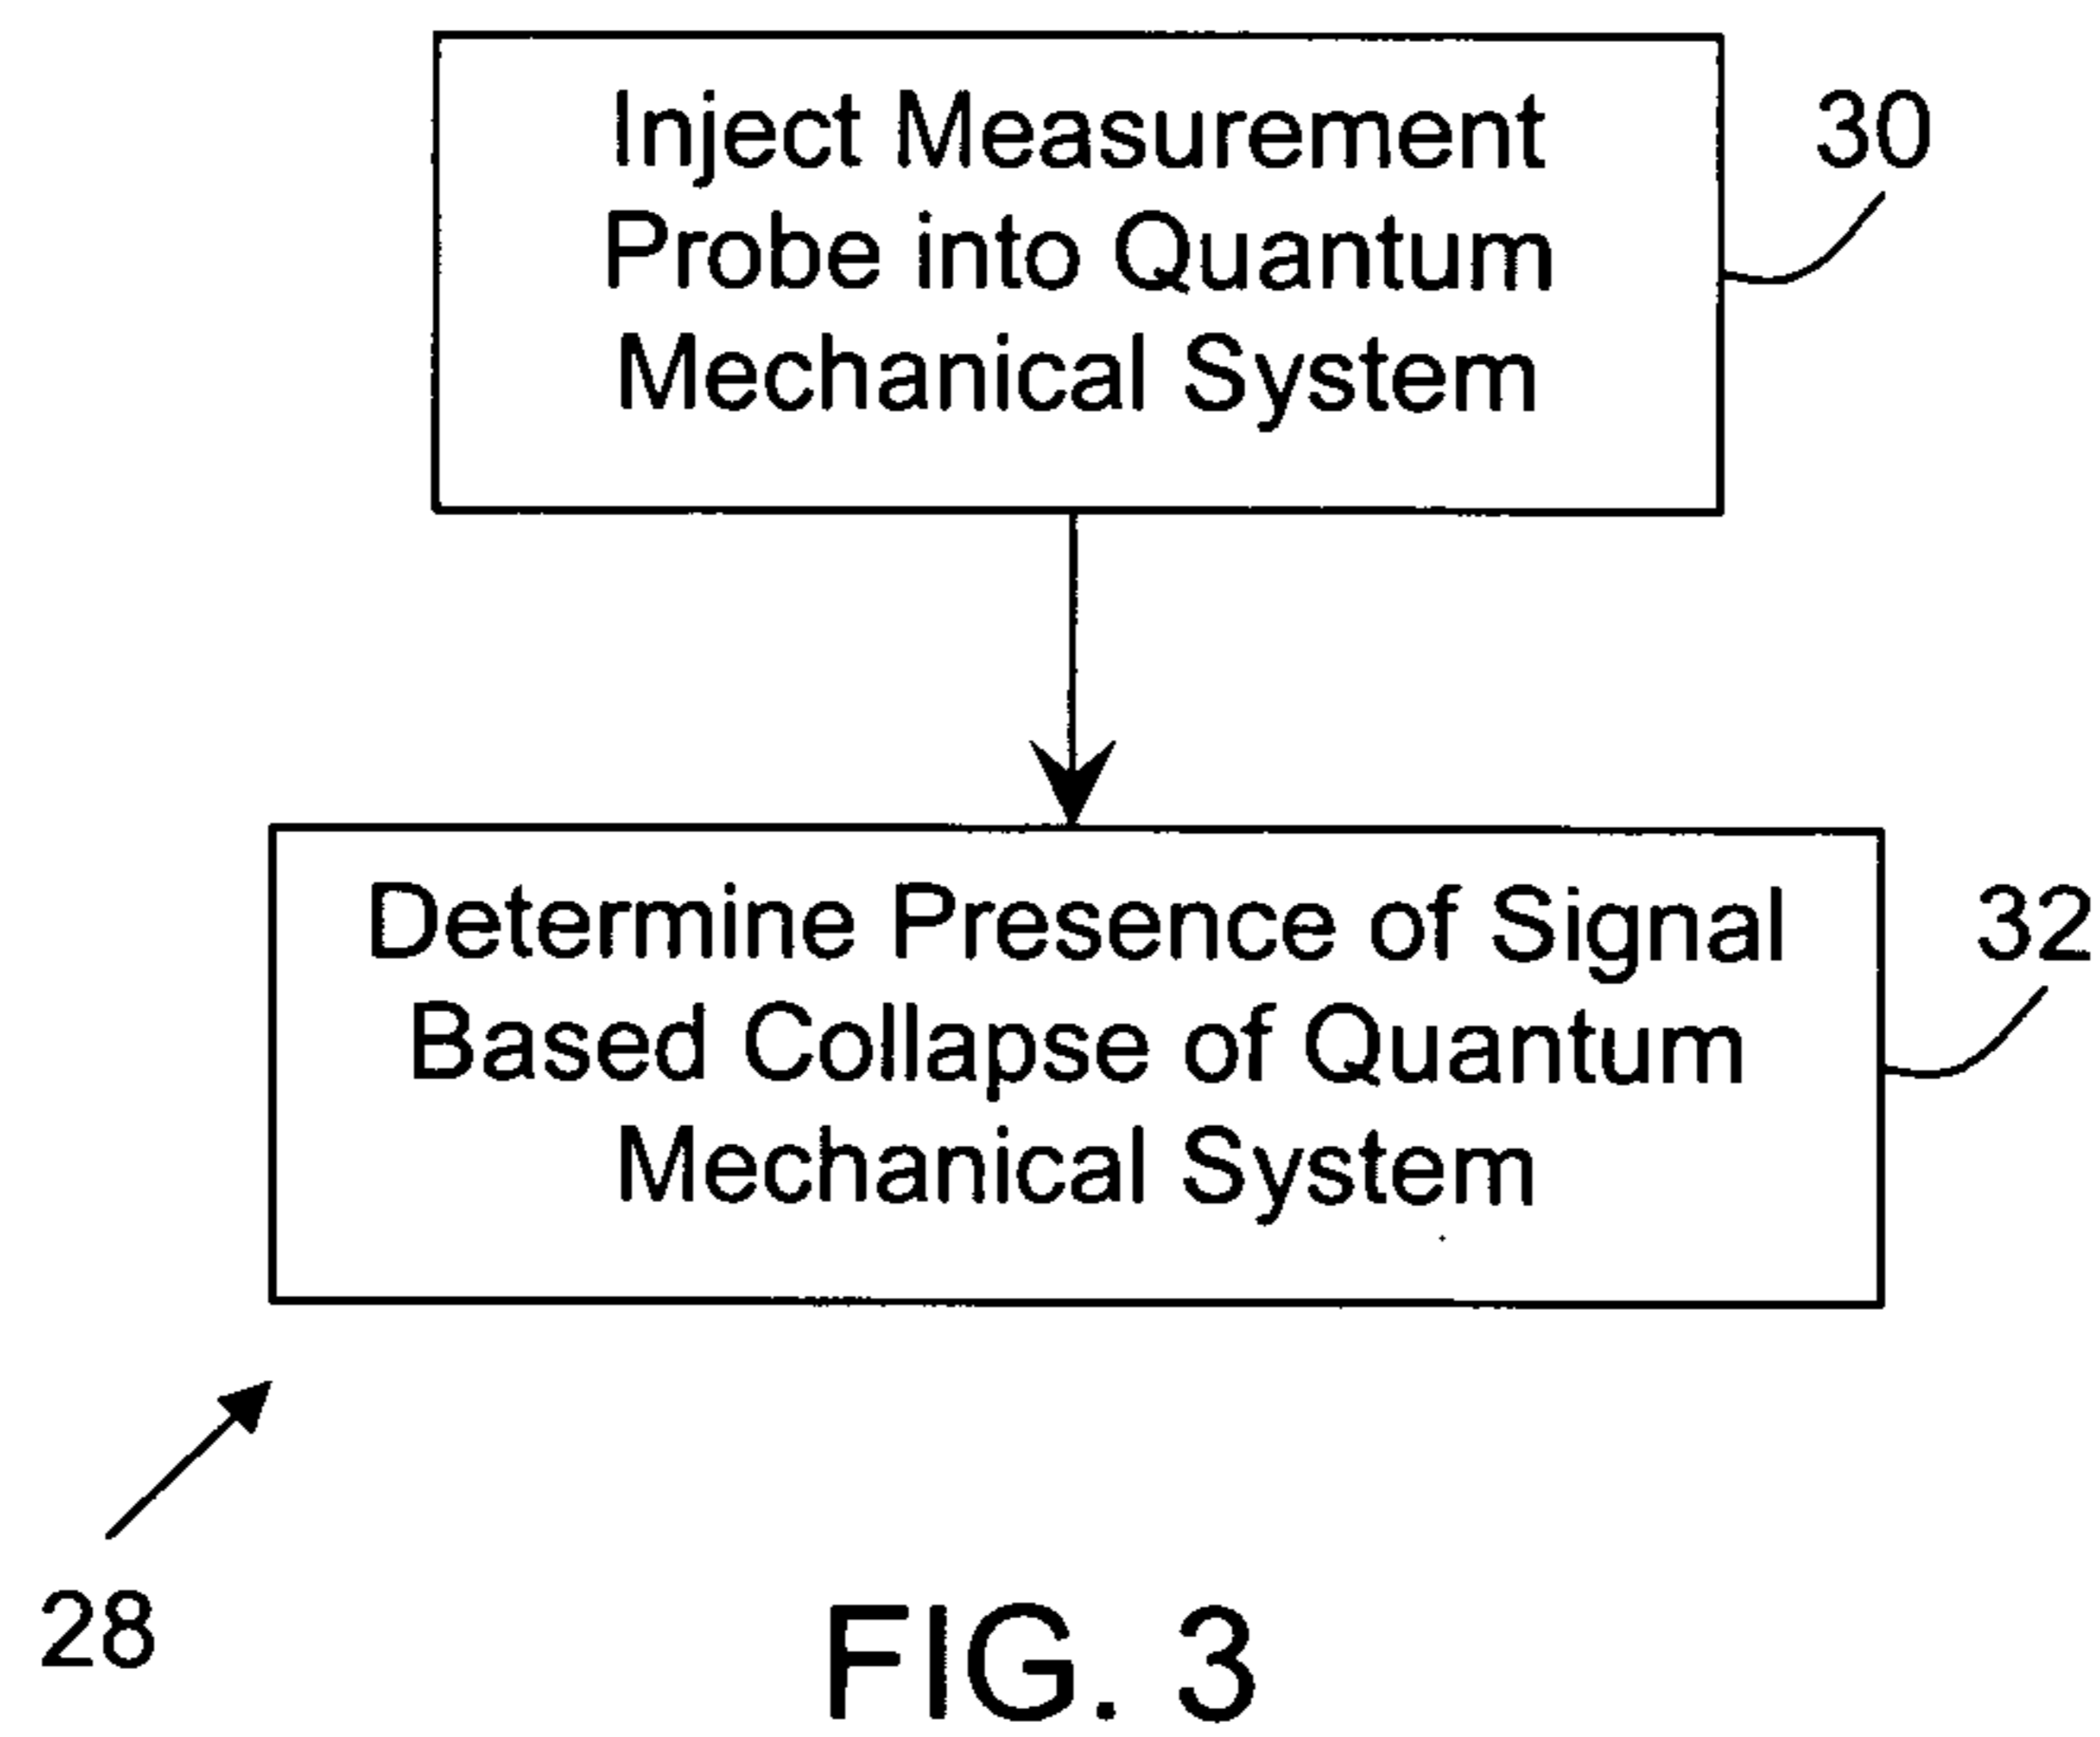 Inject Measurement
Probe into Quantum
Mechanical System
30
Determine Presence of Signal
Based Collapse of Quantum
Mechanical System
32
28
FIG. 3